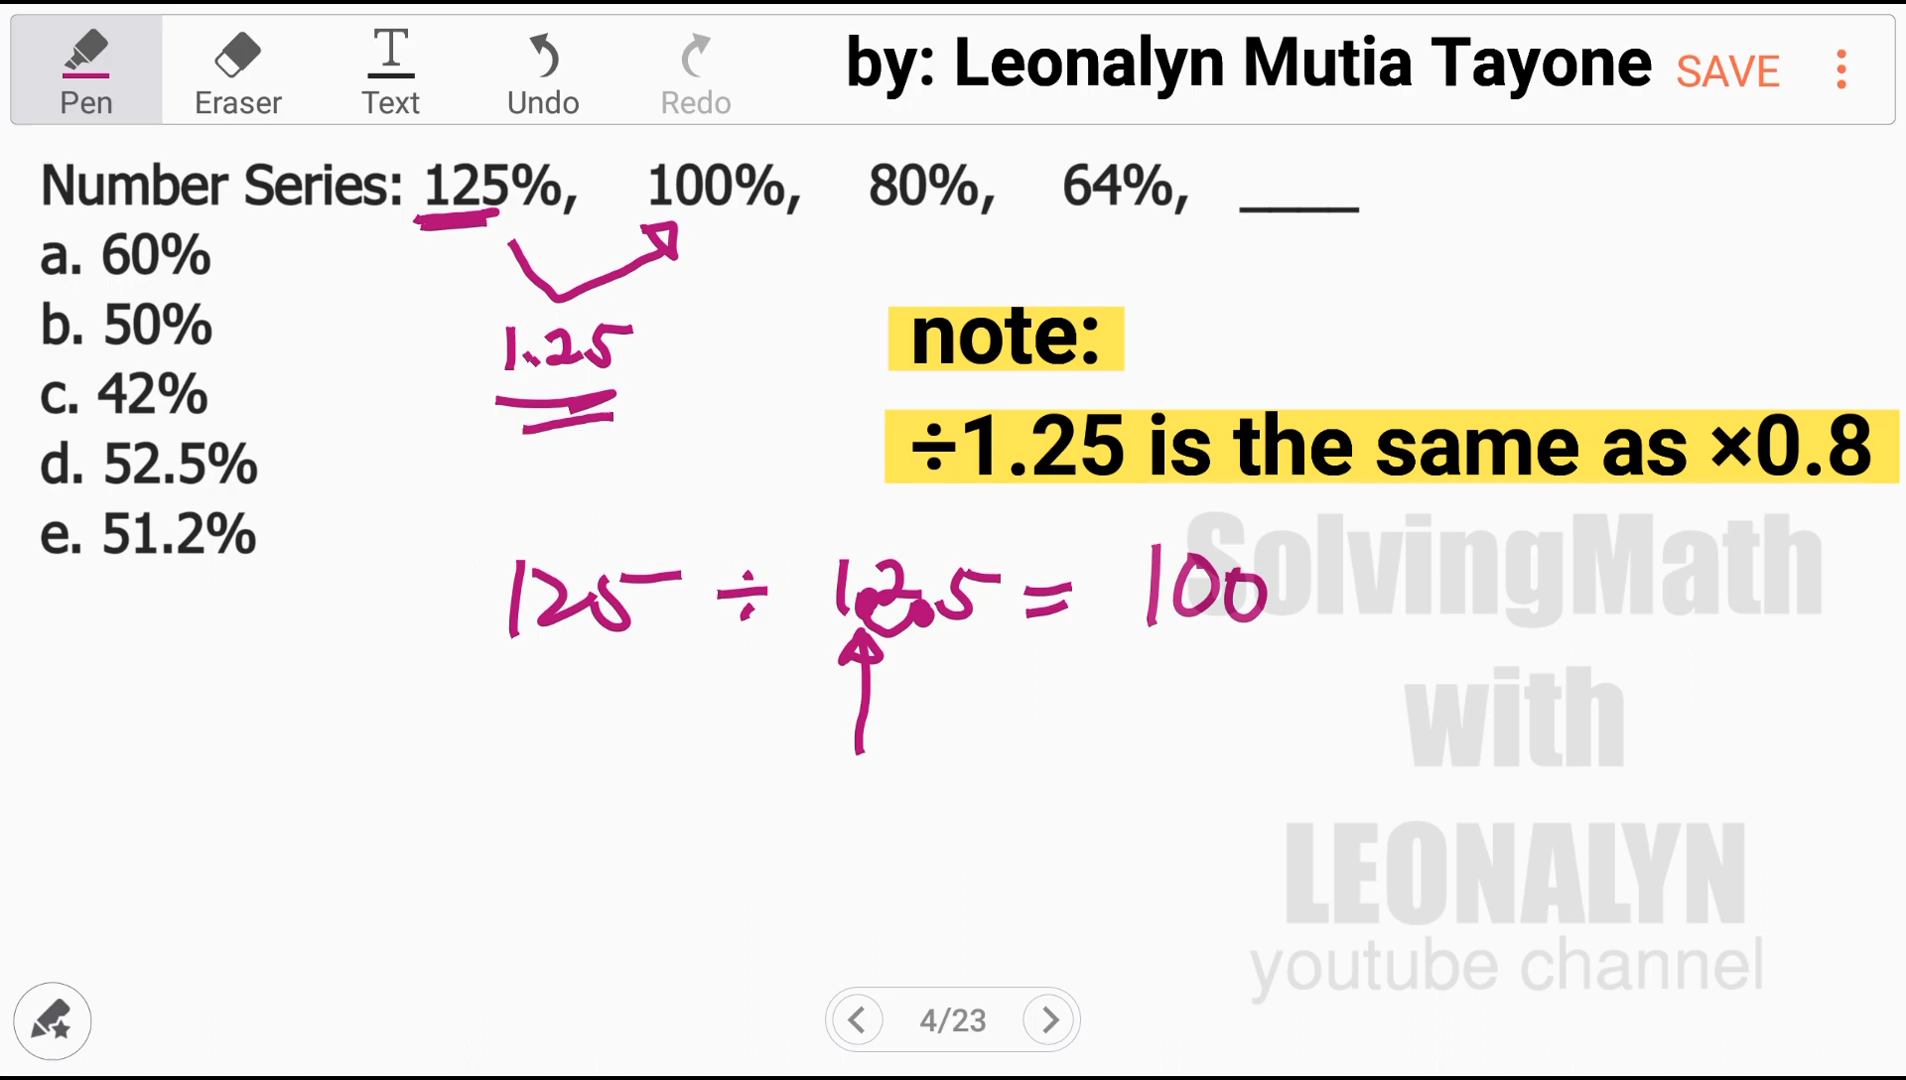 Pen
Eraser
Text
Undo
Redo
by: Leonalyn Mutia Tayone
SAVE
Number Series: 125%, 100%, 80%, 64%, ____
a. 60%
b. 50%
c. 42%
d. 52.5%
e. 51.2%
1.25
note:
÷1.25 is the same as ×0.8
125 ÷ 1.2.5 = 100
SolvingMath
with
LEONALYN
youtube channel
4/23